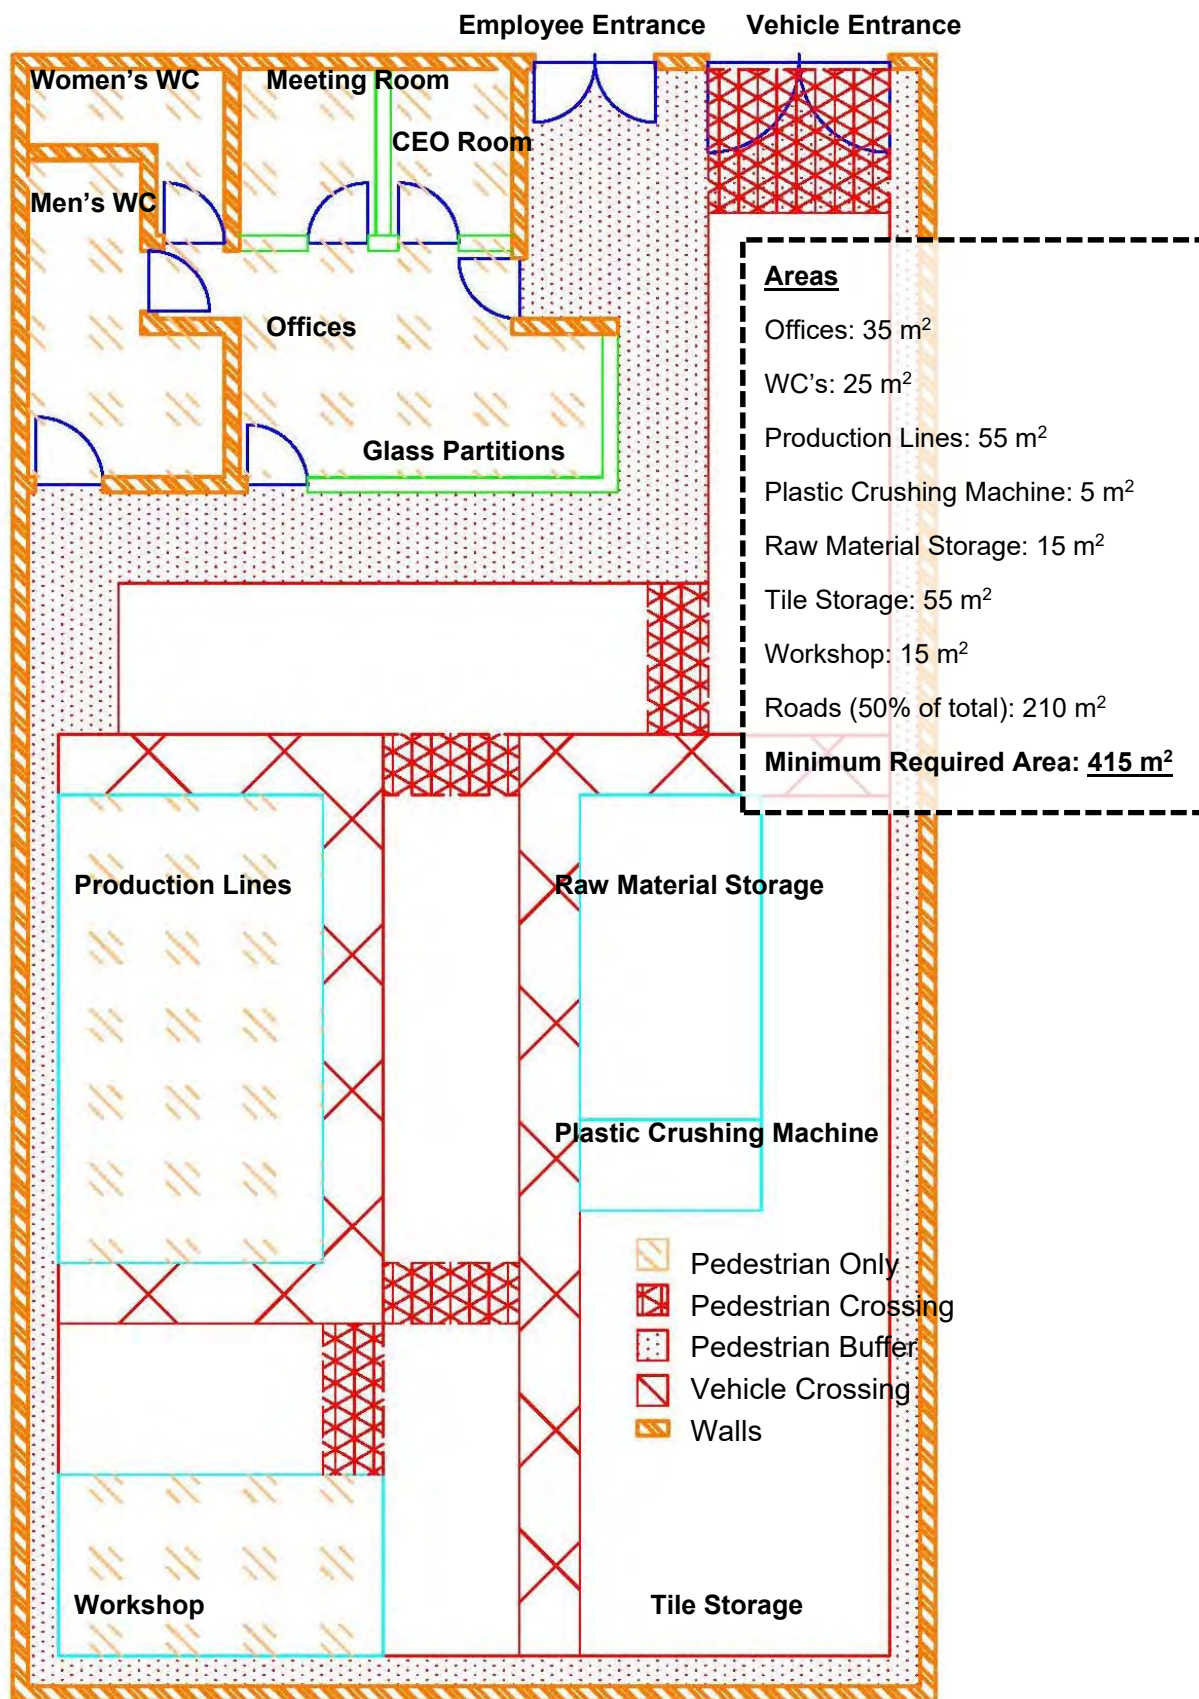 Employee Entrance
Vehicle Entrance
Women's WC
Meeting Room
CEO Room
Men's WC
Offices
Glass Partitions
Areas
Offices: 35 m²
WC's: 25 m²
Production Lines: 55 m²
Plastic Crushing Machine: 5 m²
Raw Material Storage: 15 m²
Tile Storage: 55 m²
Workshop: 15 m²
Roads (50% of total): 210 m²
Minimum Required Area: 415 m²
Production Lines
Raw Material Storage
Plastic Crushing Machine
Pedestrian Only
Pedestrian Crossing
Pedestrian Buffer
Vehicle Crossing
Walls
Workshop
Tile Storage